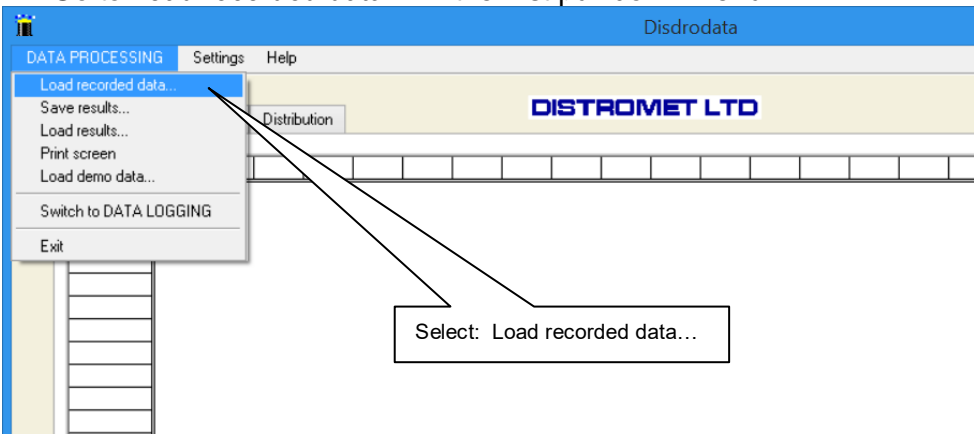 Disdrodata
DATA PROCESSING Settings Help
Load recorded data...
Save results...
Load results...
Print screen
Load demo data...
Switch to DATA LOGGING
Exit
Distribution
DISTROMET LTD
Select: Load recorded data…